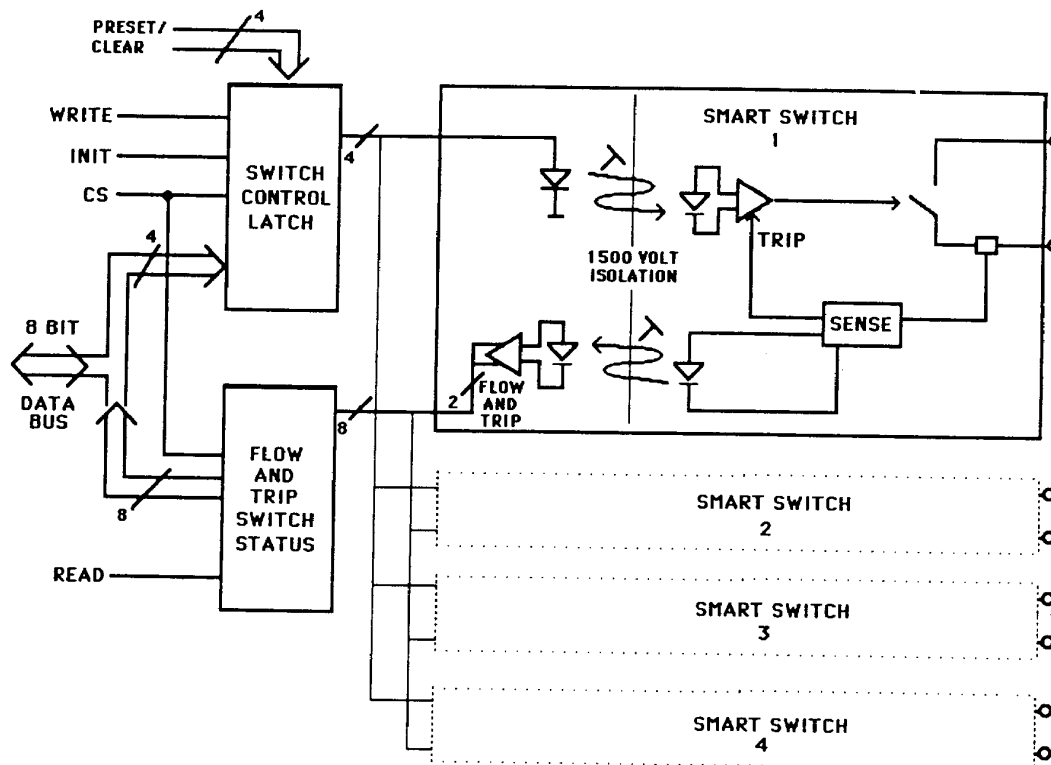 PRESET/
CLEAR
4
WRITE
INIT
CS
SWITCH
CONTROL
LATCH
4
4
8 BIT
DATA
BUS
8
READ
FLOW
AND
TRIP
SWITCH
STATUS
8
SMART SWITCH
1
TRIP
1500 VOLT
ISOLATION
SENSE
2
FLOW
AND
TRIP
SMART SWITCH
2
SMART SWITCH
3
SMART SWITCH
4